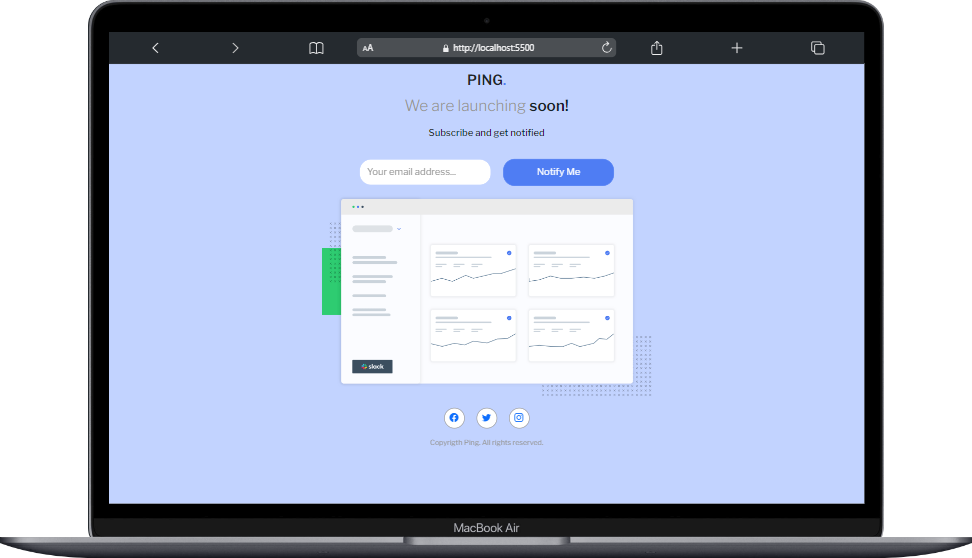 AA
http://localhost:5500
PING.
We are launching soon!
Subscribe and get notified
Your email address...
Notify Me
slack
Copyrigth Ping. All rights reserved.
MacBook Air